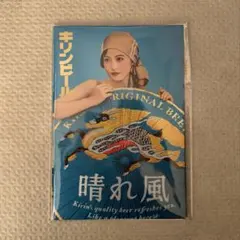 キリンビール
ORIGINAL BRE
晴れ風
Kirin's quality beer refreshes you,
Like a pleasant breeze